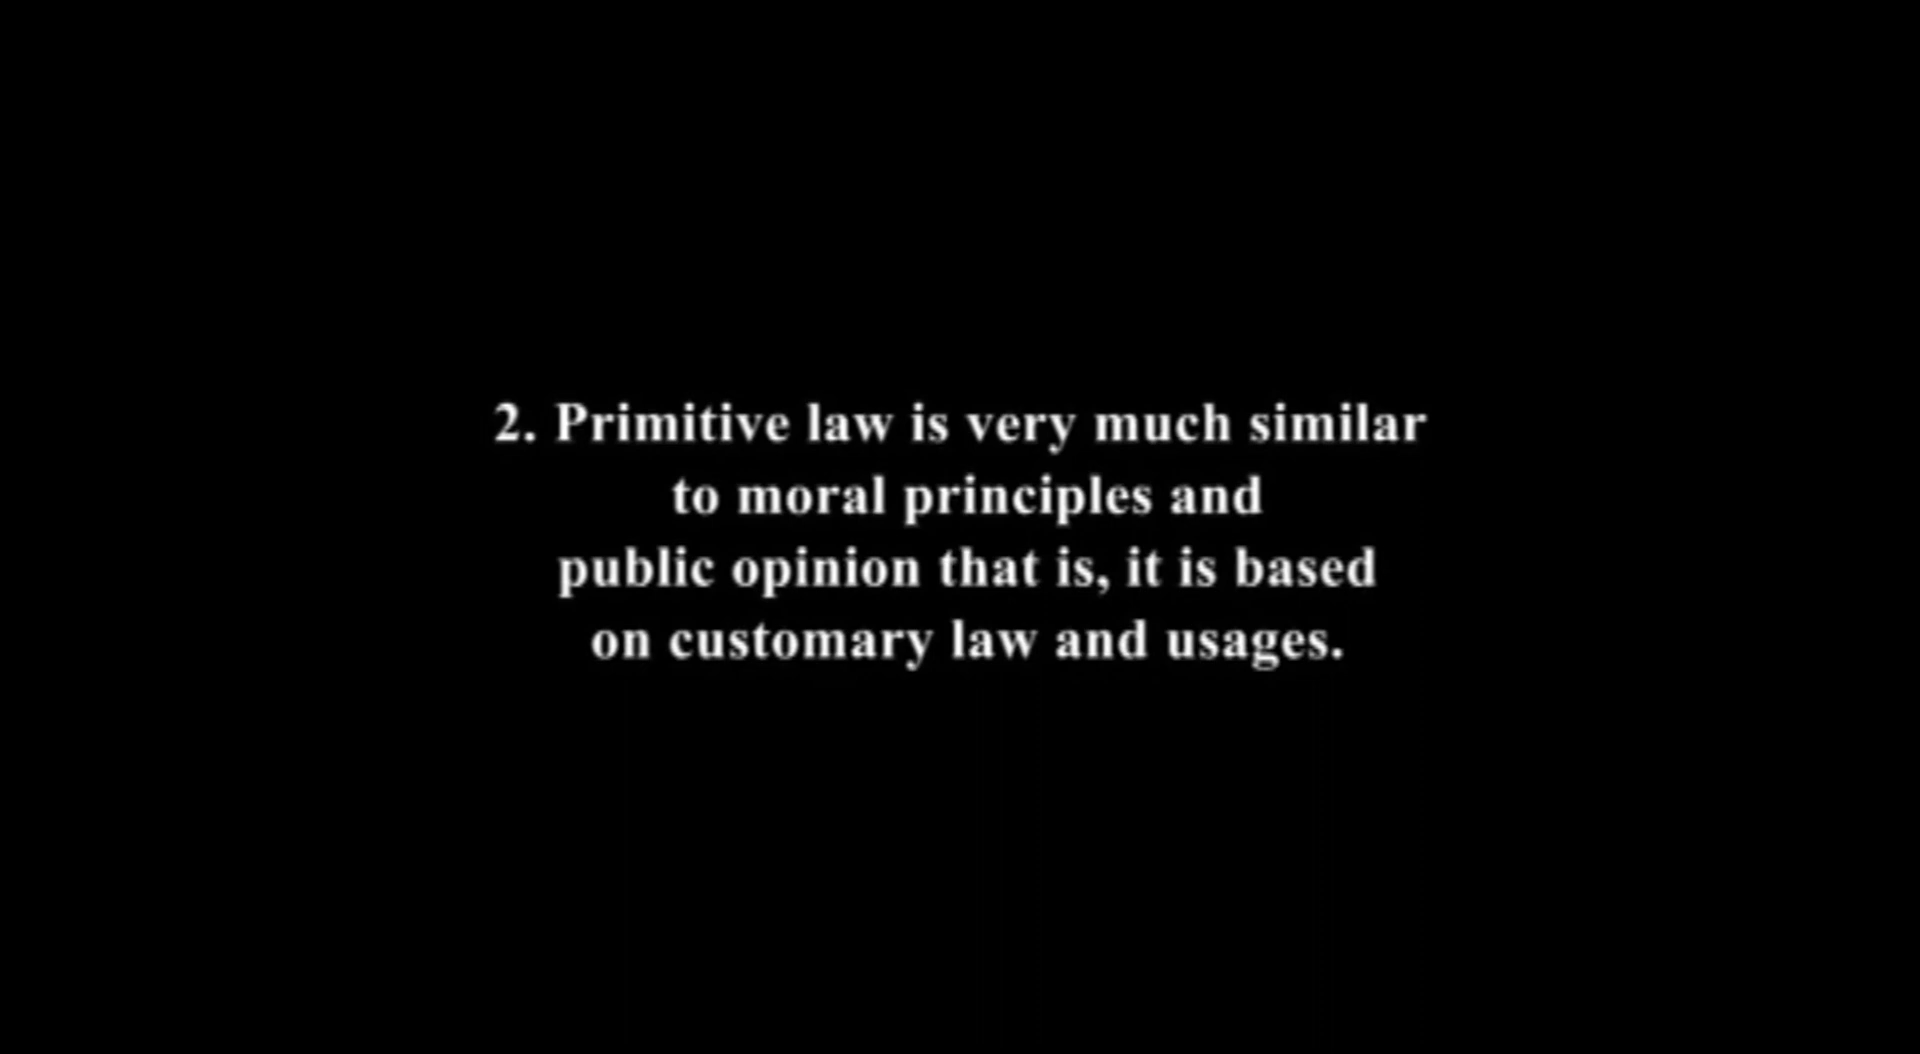 2. Primitive law is very much similar
to moral principles and
public opinion that is, it is based
on customary law and usages.